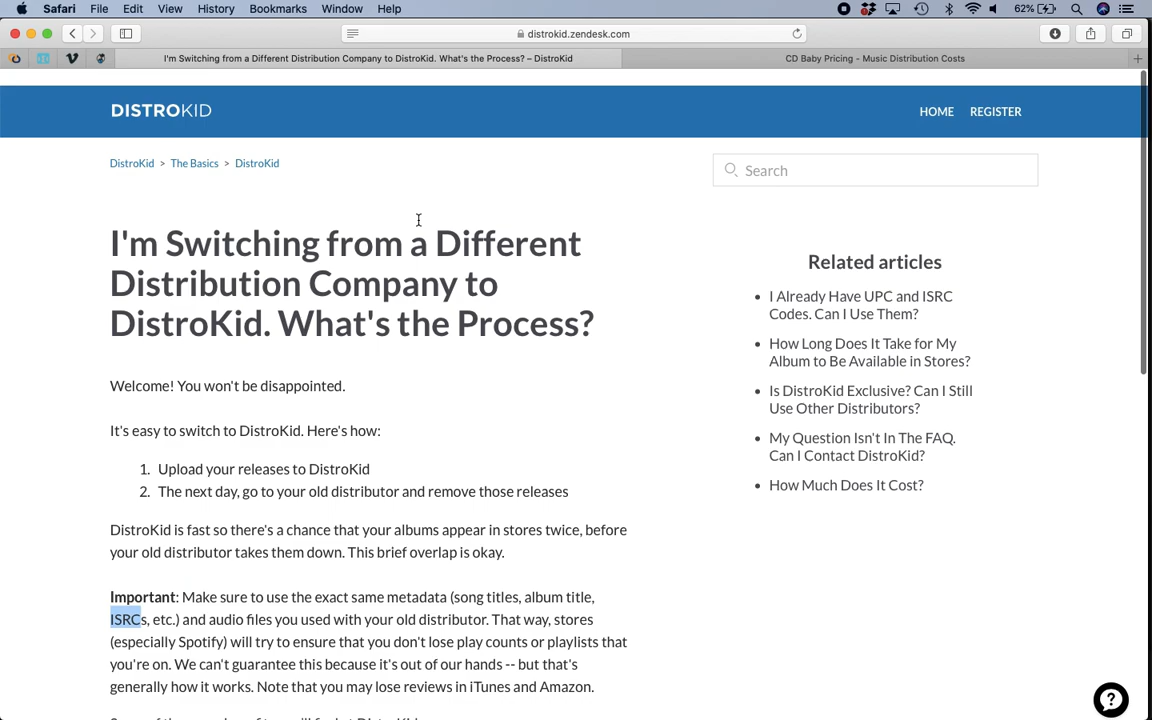 Safari File Edit View History Bookmarks Window Help 62%
distrokid.zendesk.com
I'm Switching from a Different Distribution Company to DistroKid. What's the Process? – DistroKid CD Baby Pricing - Music Distribution Costs
DISTROKID HOME REGISTER
DistroKid > The Basics > DistroKid
Search
I'm Switching from a Different
Distribution Company to
DistroKid. What's the Process?
Welcome! You won't be disappointed.
It's easy to switch to DistroKid. Here's how:
1. Upload your releases to DistroKid
2. The next day, go to your old distributor and remove those releases
DistroKid is fast so there's a chance that your albums appear in stores twice, before
your old distributor takes them down. This brief overlap is okay.
Important: Make sure to use the exact same metadata (song titles, album title,
ISRCs, etc.) and audio files you used with your old distributor. That way, stores
(especially Spotify) will try to ensure that you don't lose play counts or playlists that
you're on. We can't guarantee this because it's out of our hands -- but that's
generally how it works. Note that you may lose reviews in iTunes and Amazon.
Related articles
• I Already Have UPC and ISRC
Codes. Can I Use Them?
• How Long Does It Take for My
Album to Be Available in Stores?
• Is DistroKid Exclusive? Can I Still
Use Other Distributors?
• My Question Isn't In The FAQ.
Can I Contact DistroKid?
• How Much Does It Cost?